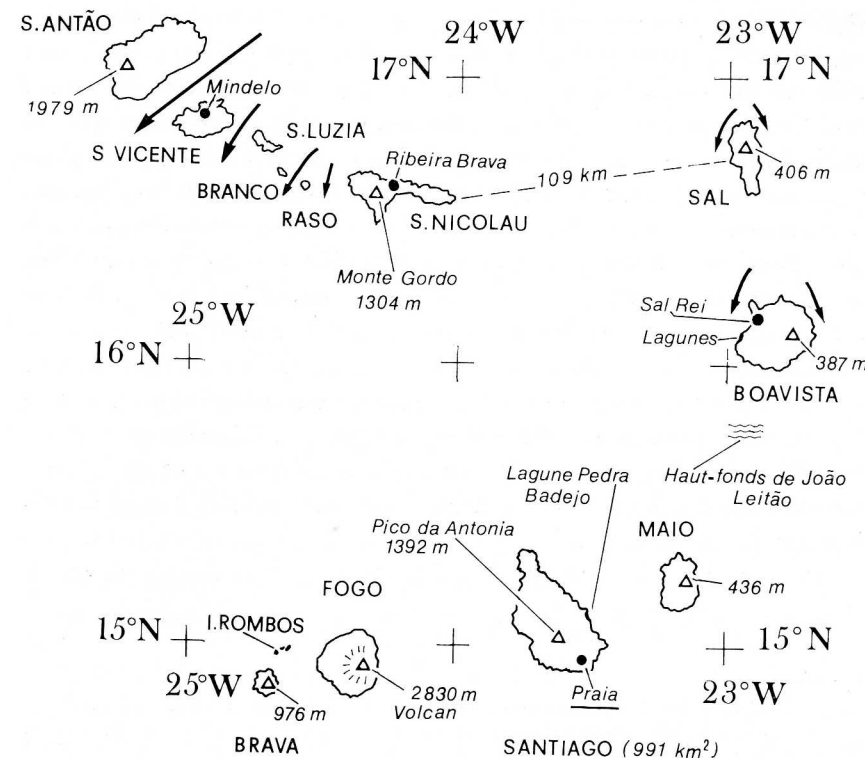 S.ANTÃO
24°W
23°W
17°N
17°N
1979 m
Mindelo
S.LUZIA
S VICENTE
Ribeira Brava
BRANCO
109 km
406 m
RASO
S.NICOLAU
SAL
Monte Gordo
1304 m
25°W
Sal Rei
16°N
Lagunes
387 m
BOAVISTA
Lagune Pedra
Badejo
Haut-fonds de João
Leitão
Pico da Antonia
1392 m
MAIO
436 m
FOGO
15°N
I.ROMBOS
15°N
25°W
2830 m
Volcan
Praia
23°W
976 m
BRAVA
SANTIAGO (991 km²)